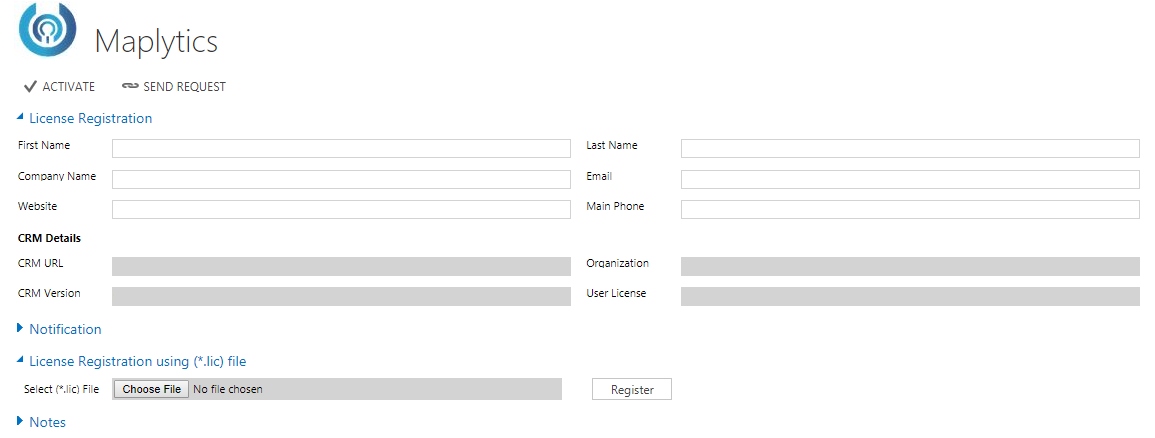 Maplytics
ACTIVATE SEND REQUEST
License Registration
First Name Last Name
Company Name Email
Website Main Phone
CRM Details
CRM URL Organization
CRM Version User License
Notification
License Registration using (*.lic) file
Select (*.lic) File Choose File No file chosen Register
Notes